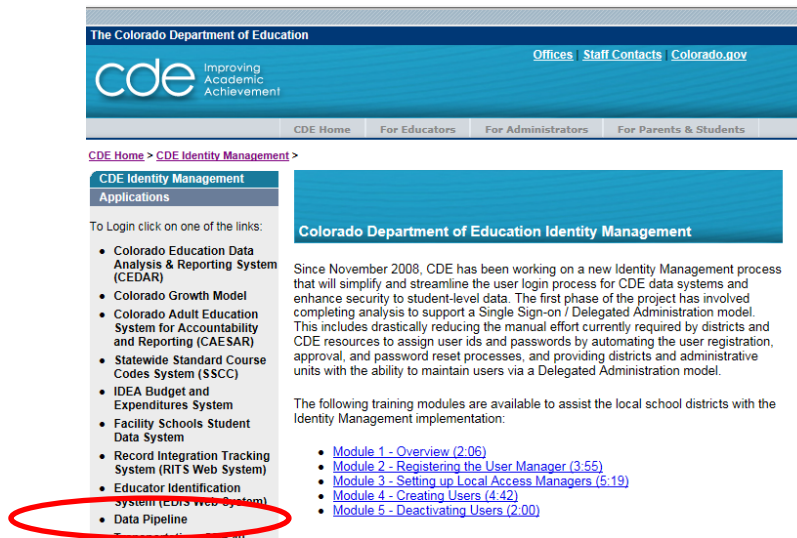 The Colorado Department of Education
Offices | Staff Contacts | Colorado.gov
cde Improving
Academic
Achievement
CDE Home For Educators For Administrators For Parents & Students
CDE Home > CDE Identity Management >
CDE Identity Management
Applications
To Login click on one of the links:
• Colorado Education Data
Analysis & Reporting System
(CEDAR)
• Colorado Growth Model
• Colorado Adult Education
System for Accountability
and Reporting (CAESAR)
• Statewide Standard Course
Codes System (SSCC)
• IDEA Budget and
Expenditures System
• Facility Schools Student
Data System
• Record Integration Tracking
System (RITS Web System)
• Educator Identification
System (EDIS Web System)
• Data Pipeline
Colorado Department of Education Identity Management
Since November 2008, CDE has been working on a new Identity Management process
that will simplify and streamline the user login process for CDE data systems and
enhance security to student-level data. The first phase of the project has involved
completing analysis to support a Single Sign-on / Delegated Administration model.
This includes drastically reducing the manual effort currently required by districts and
CDE resources to assign user ids and passwords by automating the user registration,
approval, and password reset processes, and providing districts and administrative
units with the ability to maintain users via a Delegated Administration model.
The following training modules are available to assist the local school districts with the
Identity Management implementation:
• Module 1 - Overview (2:06)
• Module 2 - Registering the User Manager (3:55)
• Module 3 - Setting up Local Access Managers (5:19)
• Module 4 - Creating Users (4:42)
• Module 5 - Deactivating Users (2:00)